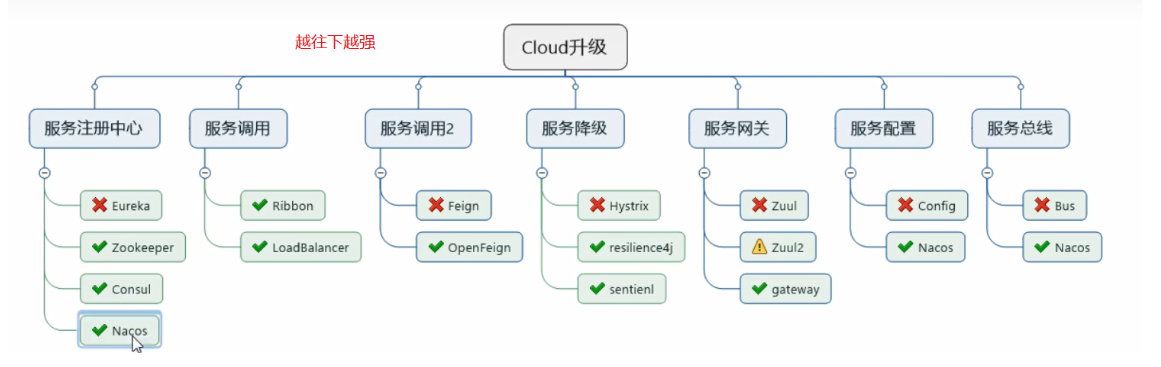 越往下越强
Cloud升级
服务注册中心
服务调用
服务调用2
服务降级
服务网关
服务配置
服务总线
Eureka
Ribbon
Feign
Hystrix
Zuul
Config
Bus
Zookeeper
LoadBalancer
OpenFeign
resilience4j
Zuul2
Nacos
Nacos
Consul
sentienl
gateway
Nacos